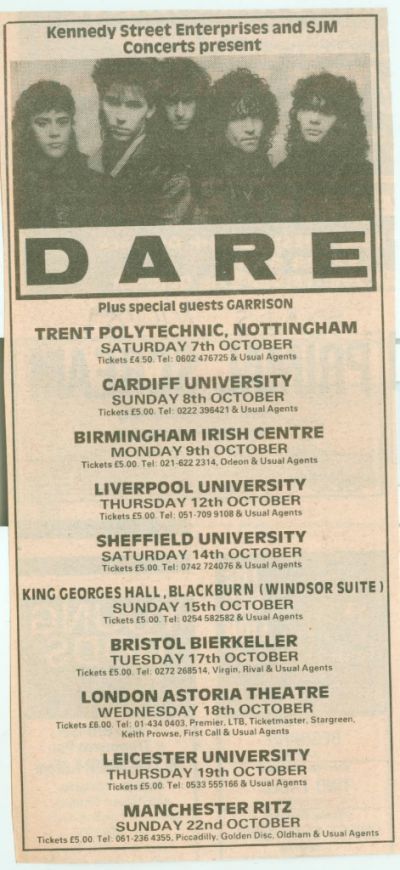 Kennedy Street Enterprises and SJM
Concerts present
DARE
Plus special guests GARRISON
TRENT POLYTECHNIC, NOTTINGHAM
SATURDAY 7th OCTOBER
Tickets £4.50. Tel: 0602 476725 & Usual Agents
CARDIFF UNIVERSITY
SUNDAY 8th OCTOBER
Tickets £5.00. Tel: 0222 396421 & Usual Agents
BIRMINGHAM IRISH CENTRE
MONDAY 9th OCTOBER
Tickets £5.00. Tel: 021-622 2314, Odeon & Usual Agents
LIVERPOOL UNIVERSITY
THURSDAY 12th OCTOBER
Tickets £5.00. Tel: 051-709 9108 & Usual Agents
SHEFFIELD UNIVERSITY
SATURDAY 14th OCTOBER
Tickets £5.00. Tel: 0742 724076 & Usual Agents
KING GEORGES HALL, BLACKBURN (WINDSOR SUITE)
SUNDAY 15th OCTOBER
Tickets £5.00. Tel: 0254 582582 & Usual Agents
BRISTOL BIERKELLER
TUESDAY 17th OCTOBER
Tickets £5.00. Tel: 0272 268514, Virgin, Rival & Usual Agents
LONDON ASTORIA THEATRE
WEDNESDAY 18th OCTOBER
Tickets £6.00. Tel: 01-434 0403, Premier, LTB, Ticketmaster, Stargreen,
Keith Prowse, First Call & Usual Agents
LEICESTER UNIVERSITY
THURSDAY 19th OCTOBER
Tickets £5.00. Tel: 0533 555166 & Usual Agents
MANCHESTER RITZ
SUNDAY 22nd OCTOBER
Tickets £5.00. Tel: 061-236 4355, Piccadilly, Golden Disc, Oldham & Usual Agents